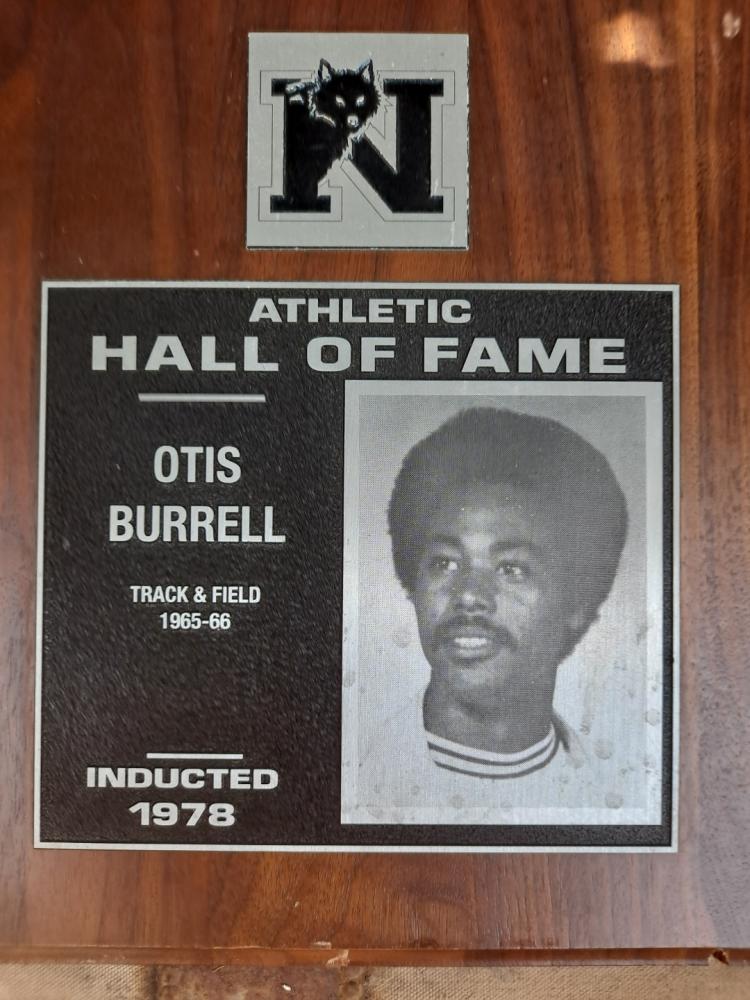 N
ATHLETIC
HALL OF FAME
OTIS
BURRELL
TRACK & FIELD
1965-66
INDUCTED
1978